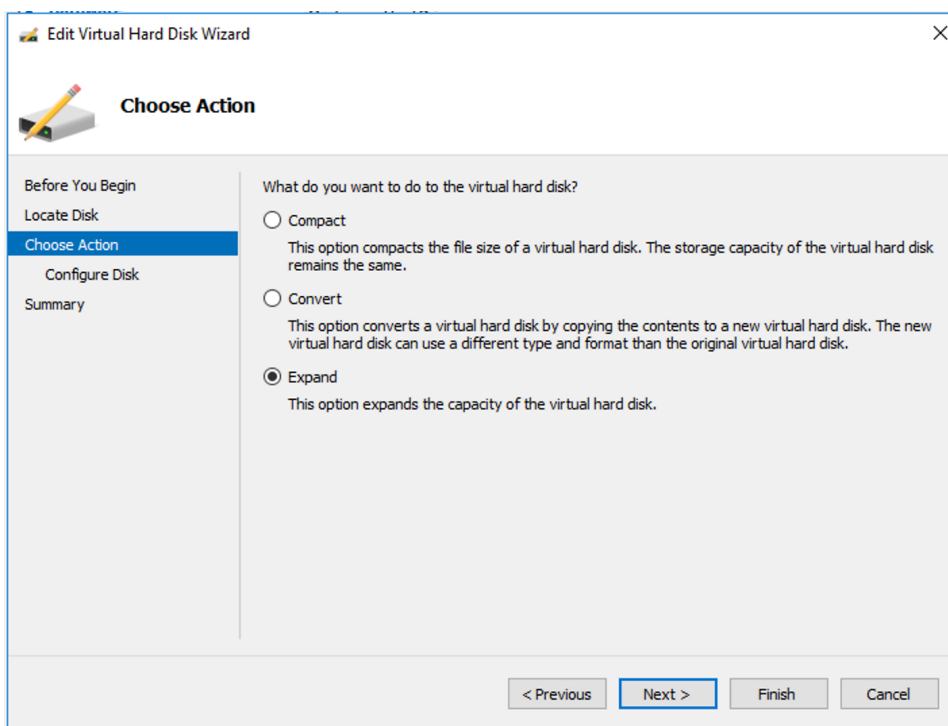 Edit Virtual Hard Disk Wizard
Choose Action
Before You Begin
Locate Disk
Choose Action
Configure Disk
Summary
What do you want to do to the virtual hard disk?
Compact
This option compacts the file size of a virtual hard disk. The storage capacity of the virtual hard disk
remains the same.
Convert
This option converts a virtual hard disk by copying the contents to a new virtual hard disk. The new
virtual hard disk can use a different type and format than the original virtual hard disk.
Expand
This option expands the capacity of the virtual hard disk.
< Previous
Next >
Finish
Cancel